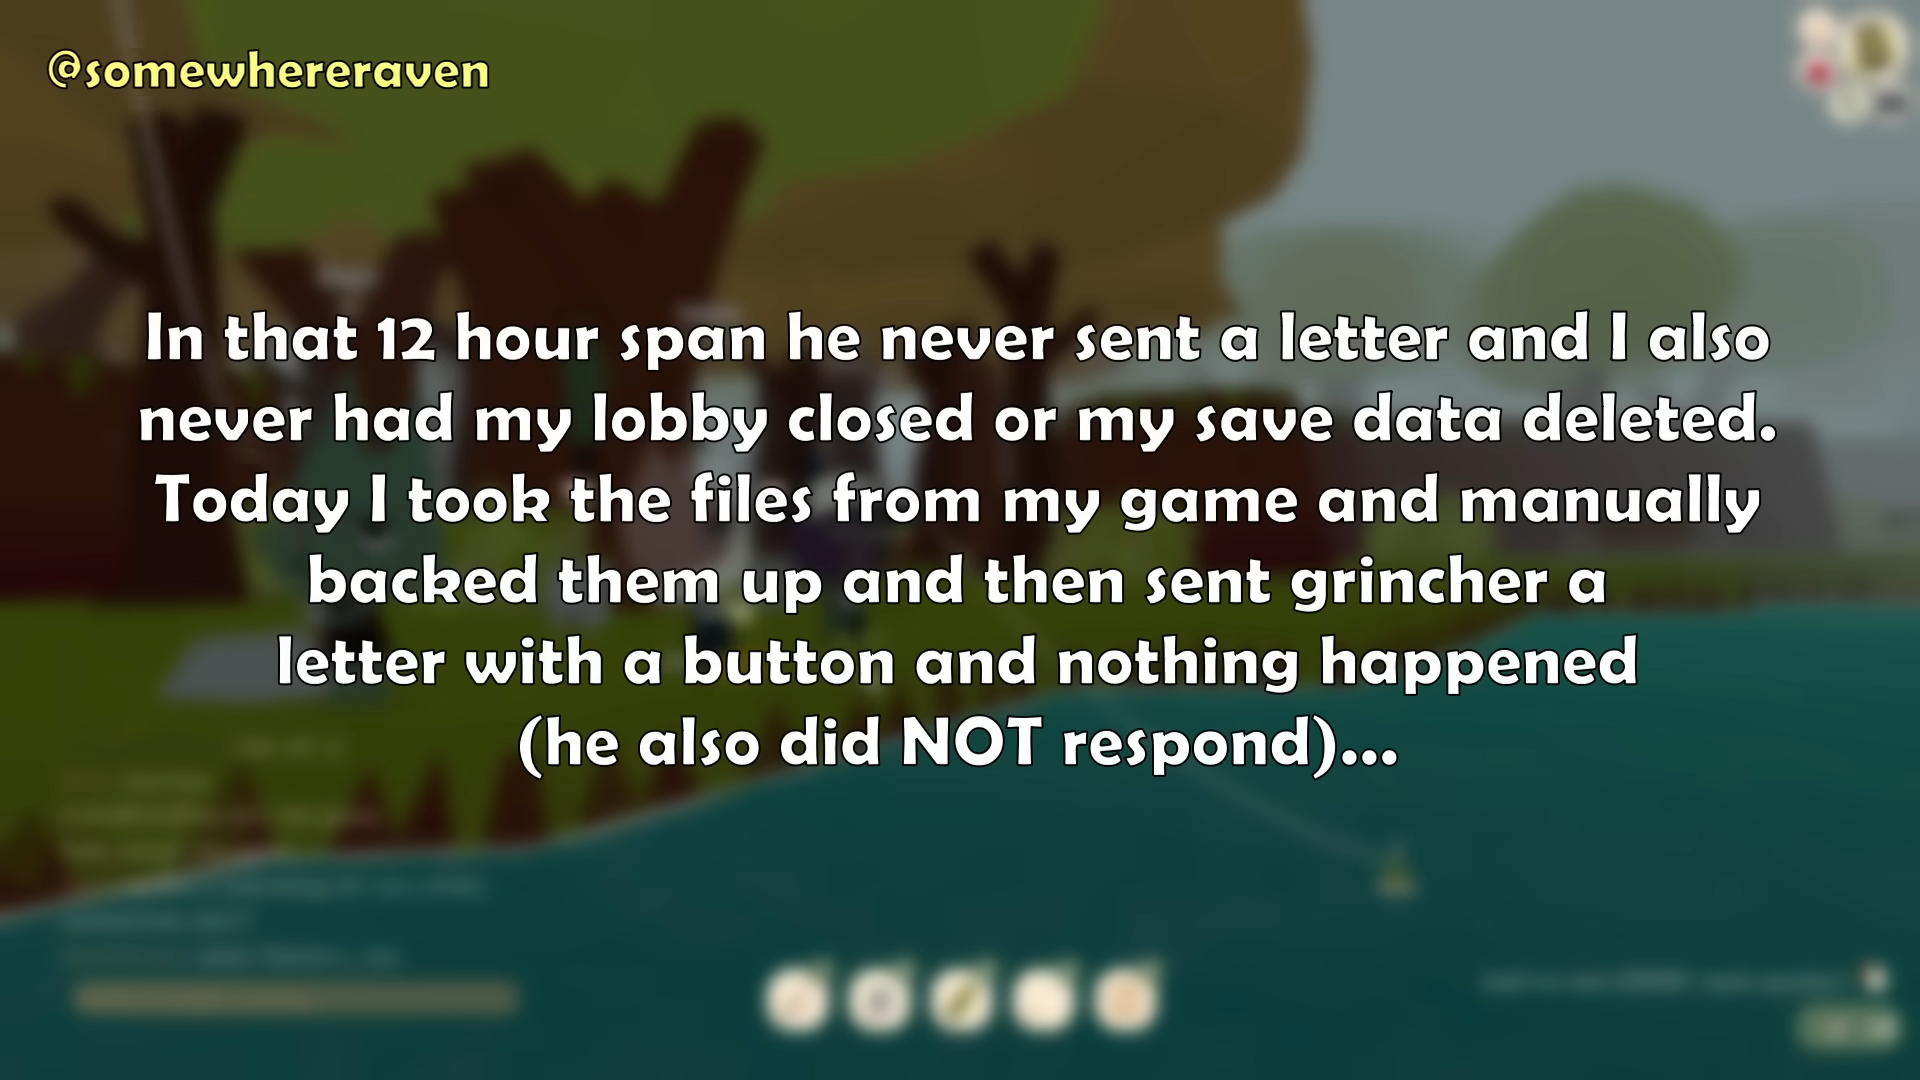 @somewhereraven
In that 12 hour span he never sent a letter and I also
never had my lobby closed or my save data deleted.
Today I took the files from my game and manually
backed them up and then sent grincher a
letter with a button and nothing happened
(he also did NOT respond)...